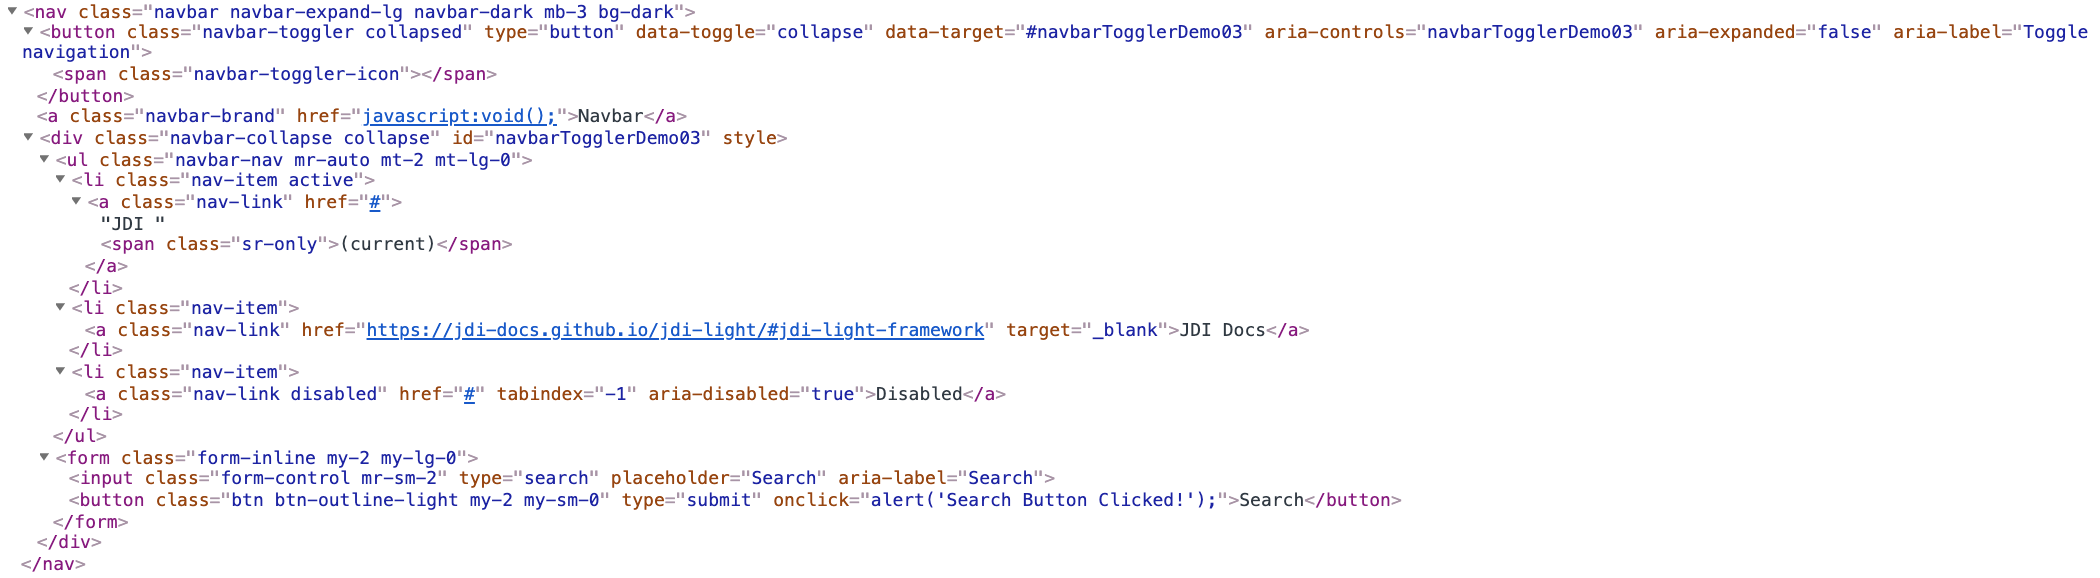 <nav class="navbar navbar-expand-lg navbar-dark mb-3 bg-dark">
<button class="navbar-toggler collapsed" type="button" data-toggle="collapse" data-target="#navbarTogglerDemo03" aria-controls="navbarTogglerDemo03" aria-expanded="false" aria-label="Toggle
navigation">
<span class="navbar-toggler-icon"></span>
</button>
<a class="navbar-brand" href="javascript:void();">Navbar</a>
<div class="navbar-collapse collapse" id="navbarTogglerDemo03" style>
<ul class="navbar-nav mr-auto mt-2 mt-lg-0">
<li class="nav-item active">
<a class="nav-link" href="#">
"JDI "
<span class="sr-only">(current)</span>
</a>
</li>
<li class="nav-item">
<a class="nav-link" href="https://jdi-docs.github.io/jdi-light/#jdi-light-framework" target="_blank">JDI Docs</a>
</li>
<li class="nav-item">
<a class="nav-link disabled" href="#" tabindex="-1" aria-disabled="true">Disabled</a>
</li>
</ul>
<form class="form-inline my-2 my-lg-0">
<input class="form-control mr-sm-2" type="search" placeholder="Search" aria-label="Search">
<button class="btn btn-outline-light my-2 my-sm-0" type="submit" onclick="alert('Search Button Clicked!');">Search</button>
</form>
</div>
</nav>